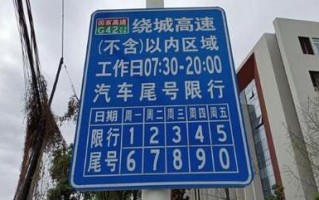 国家高速
G42 绕城高速
(不含)以内区域
工作日07:30-20:00
汽车尾号限行
日期 周一 周二 周三 周四 周五
限行 1 2 3 4 5
尾号 6 7 8 9 0